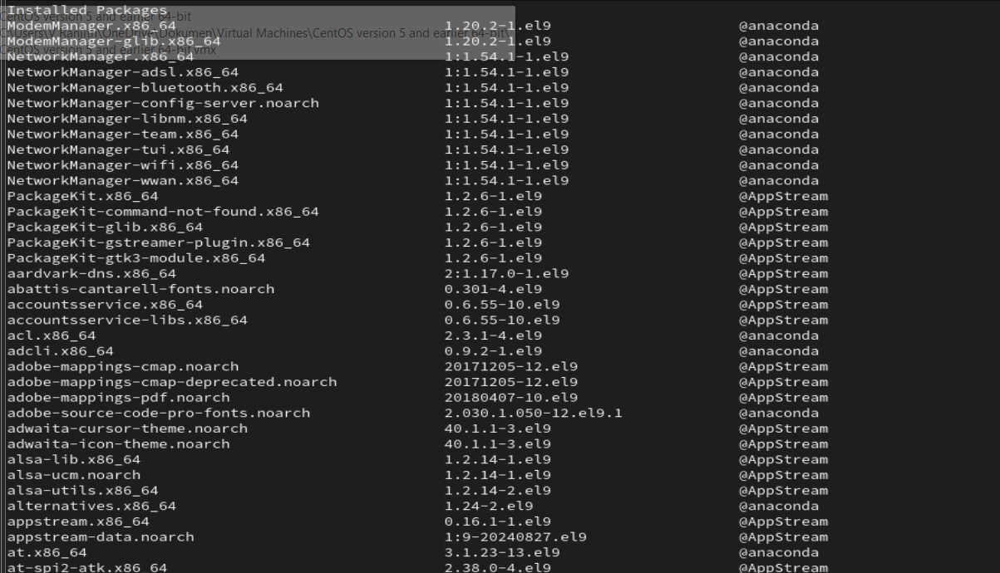 Installed Packages
CentOS version 5 and earlier 64-bit
ModemManager.x86_64 1.20.2-1.el9 @anaconda
C:\Users\V Ranjith\OneDrive\Dokumen\Virtual Machines\CentOS version 5 and earlier 64-bit\
ModemManager-glib.x86_64 1.20.2-1.el9 @anaconda
CentOS version 5 and earlier 64-bit.vmx
NetworkManager.x86_64 1:1.54.1-1.el9 @anaconda
NetworkManager-adsl.x86_64 1:1.54.1-1.el9 @anaconda
NetworkManager-bluetooth.x86_64 1:1.54.1-1.el9 @anaconda
NetworkManager-config-server.noarch 1:1.54.1-1.el9 @anaconda
NetworkManager-libnm.x86_64 1:1.54.1-1.el9 @anaconda
NetworkManager-team.x86_64 1:1.54.1-1.el9 @anaconda
NetworkManager-tui.x86_64 1:1.54.1-1.el9 @anaconda
NetworkManager-wifi.x86_64 1:1.54.1-1.el9 @anaconda
NetworkManager-wwan.x86_64 1:1.54.1-1.el9 @anaconda
PackageKit.x86_64 1.2.6-1.el9 @AppStream
PackageKit-command-not-found.x86_64 1.2.6-1.el9 @AppStream
PackageKit-glib.x86_64 1.2.6-1.el9 @AppStream
PackageKit-gstreamer-plugin.x86_64 1.2.6-1.el9 @AppStream
PackageKit-gtk3-module.x86_64 1.2.6-1.el9 @AppStream
aardvark-dns.x86_64 2:1.17.0-1.el9 @AppStream
abattis-cantarell-fonts.noarch 0.301-4.el9 @AppStream
accountsservice.x86_64 0.6.55-10.el9 @AppStream
accountsservice-libs.x86_64 0.6.55-10.el9 @AppStream
acl.x86_64 2.3.1-4.el9 @anaconda
adcli.x86_64 0.9.2-1.el9 @anaconda
adobe-mappings-cmap.noarch 20171205-12.el9 @AppStream
adobe-mappings-cmap-deprecated.noarch 20171205-12.el9 @AppStream
adobe-mappings-pdf.noarch 20180407-10.el9 @AppStream
adobe-source-code-pro-fonts.noarch 2.030.1.050-12.el9.1 @anaconda
adwaita-cursor-theme.noarch 40.1.1-3.el9 @AppStream
adwaita-icon-theme.noarch 40.1.1-3.el9 @AppStream
alsa-lib.x86_64 1.2.14-1.el9 @AppStream
alsa-ucm.noarch 1.2.14-1.el9 @AppStream
alsa-utils.x86_64 1.2.14-2.el9 @AppStream
alternatives.x86_64 1.24-2.el9 @anaconda
appstream.x86_64 0.16.1-1.el9 @AppStream
appstream-data.noarch 1:9-20240827.el9 @AppStream
at.x86_64 3.1.23-13.el9 @anaconda
at-spi2-atk.x86_64 2.38.0-4.el9 @AppStream